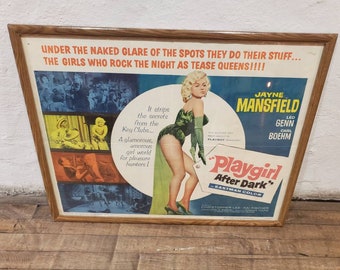 UNDER THE NAKED GLARE OF THE SPOTS THEY DO THEIR STUFF...
THE GIRLS WHO ROCK THE NIGHT AS TEASE QUEENS!!!!
JAYNE
MANSFIELD
LEO
GENN
CARL
BOEHM
It strips
the secrets
from the
Key Clubs...
A glamorous,
amorous
girl world
for pleasure
hunters!
Playgirl
After Dark
EASTMAN COLOR